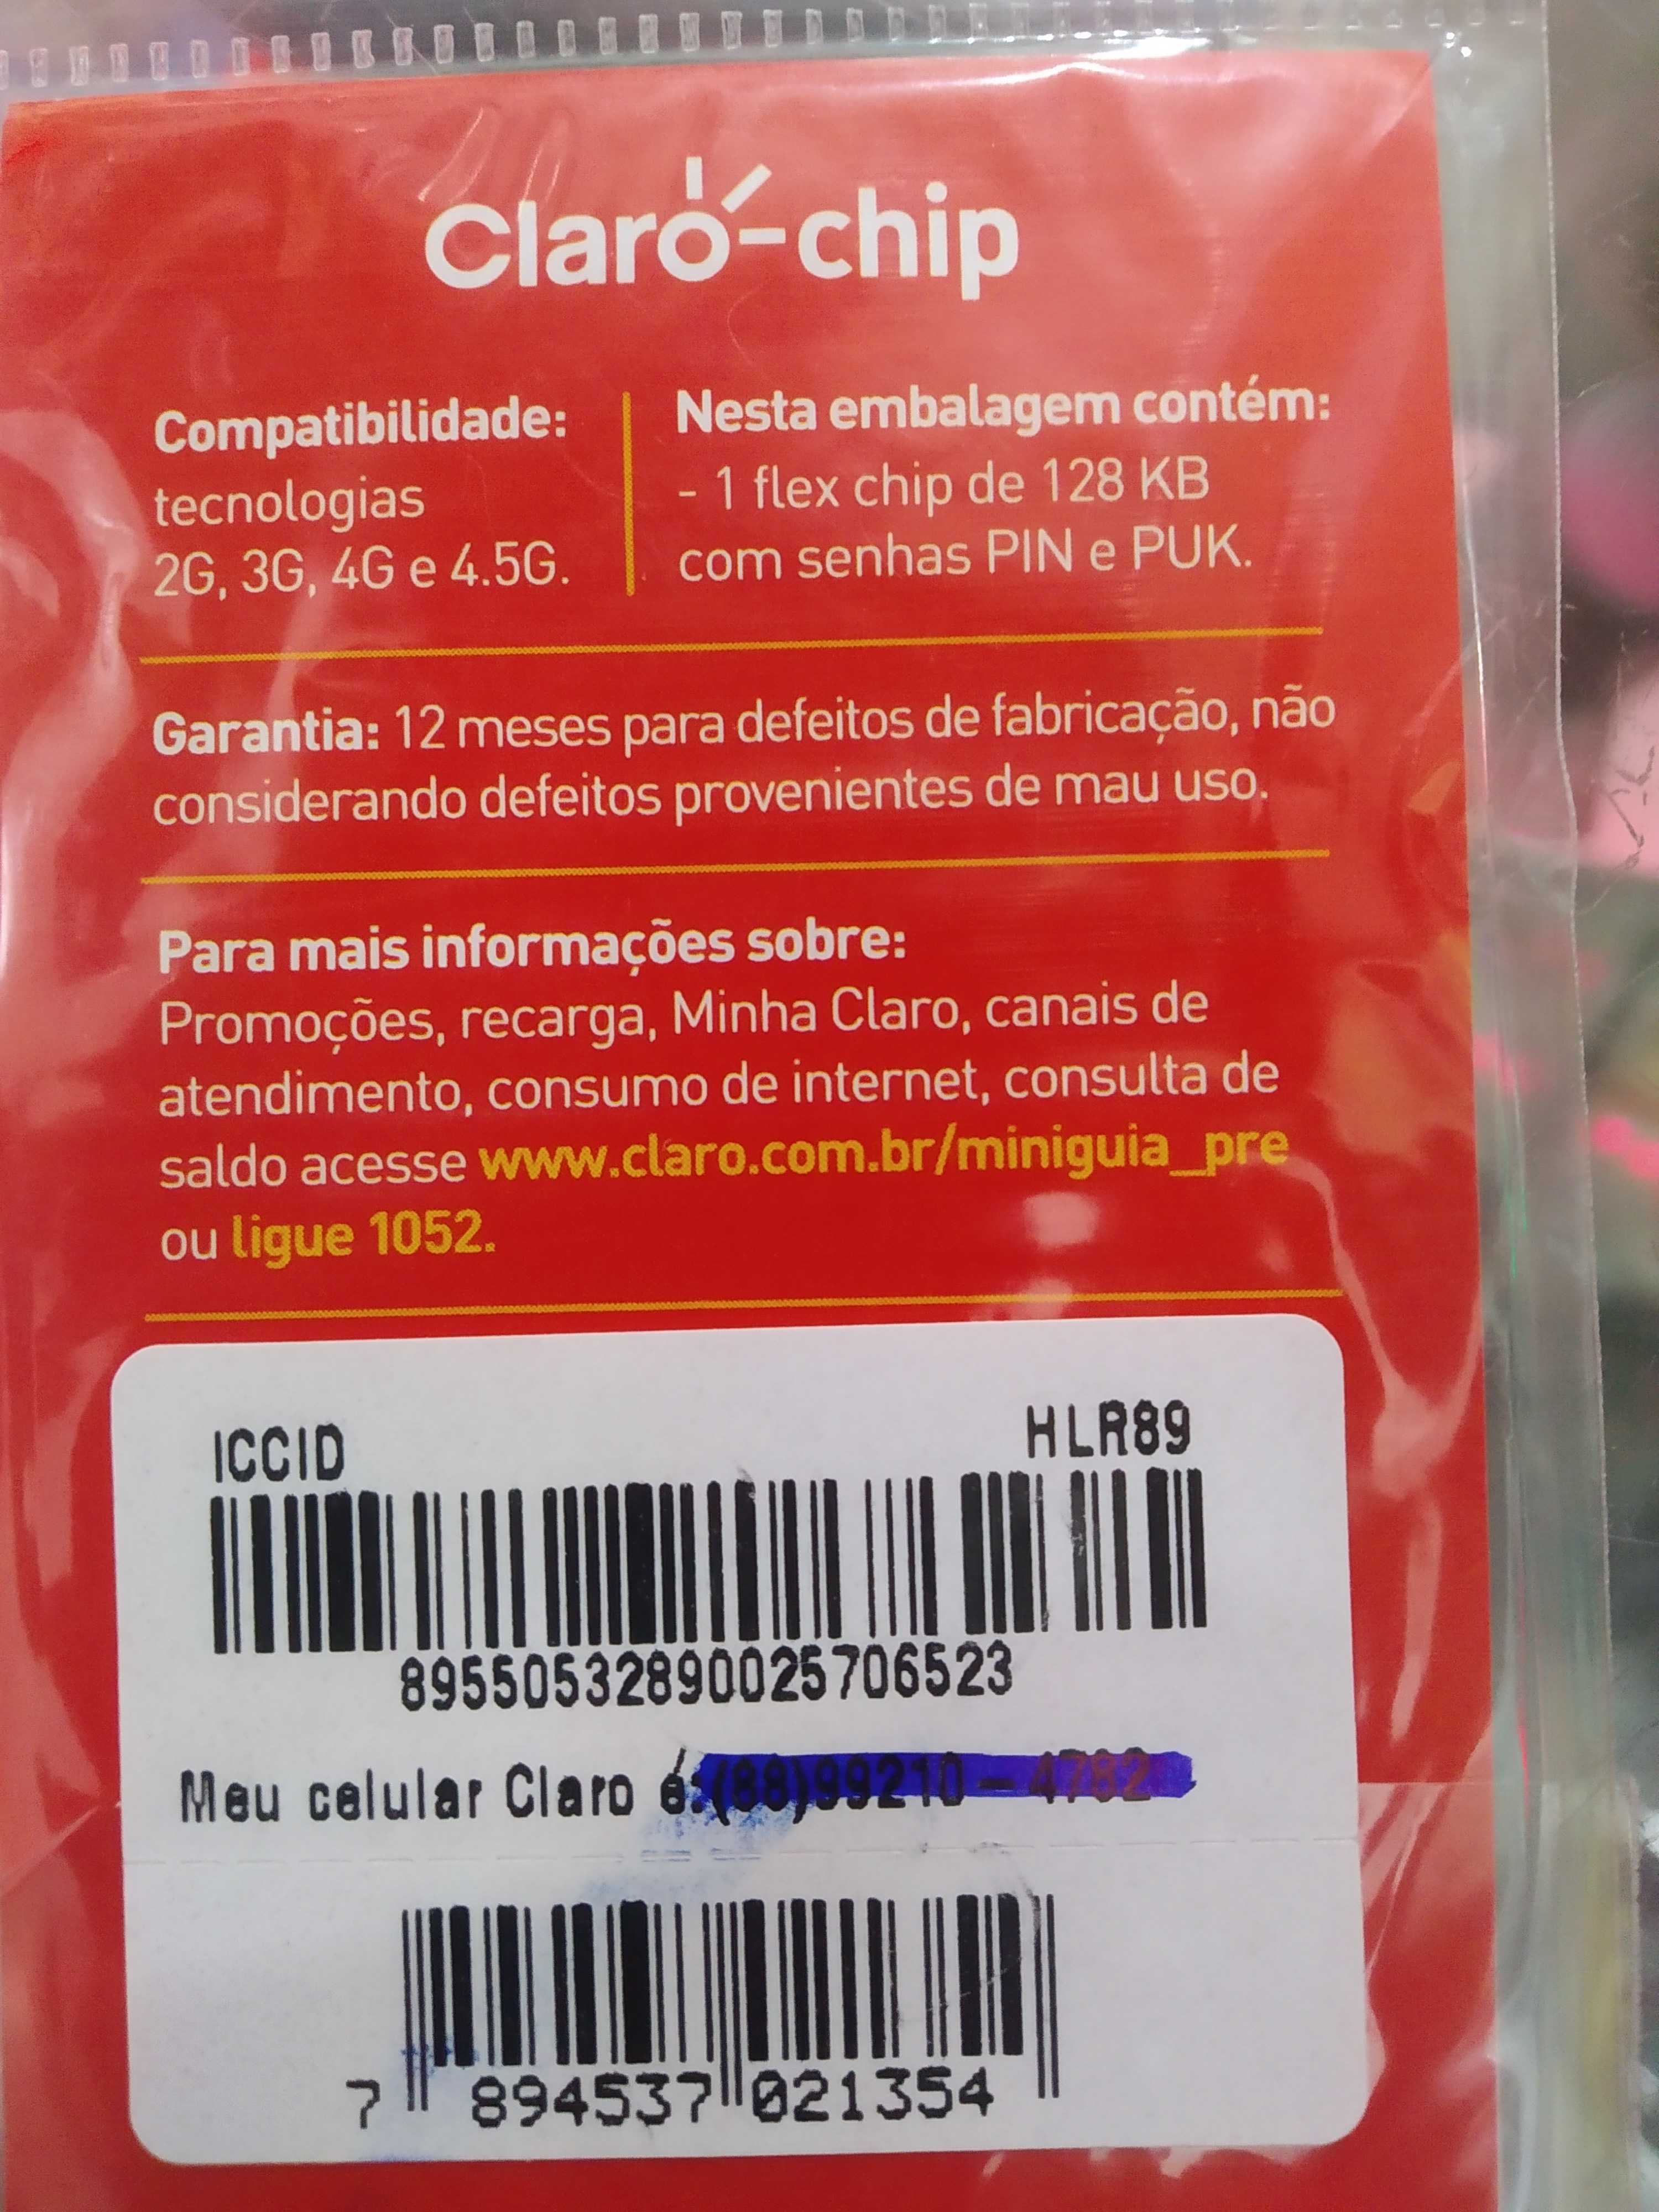 Claro-chip
Compatibilidade:
tecnologias
2G, 3G, 4G e 4.5G.
Nesta embalagem contém:
- 1 flex chip de 128 KB
com senhas PIN e PUK.
Garantia: 12 meses para defeitos de fabricação, não
considerando defeitos provenientes de mau uso.
Para mais informações sobre:
Promoções, recarga, Minha Claro, canais de
atendimento, consumo de internet, consulta de
saldo acesse www.claro.com.br/miniguia_pre
ou ligue 1052.
ICCID
HLR89
89550532890025706523
Meu celular Claro é:
7 894537 021354